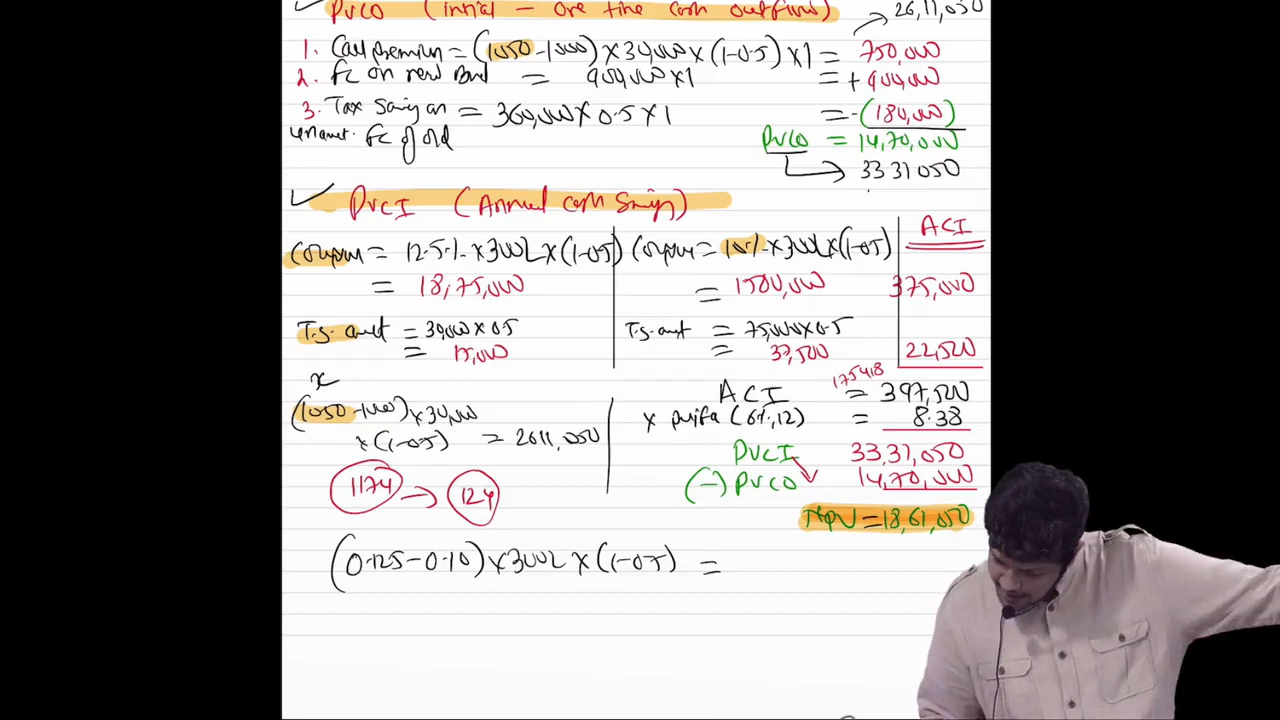 PVCO (Initial – One time cash outflows)
26,11,050
1. Call premium = (1050-1000) × 30,000 × (1-0.5) × 1 = 750,000
2. FC on new Bond = 900,000 × 1 = + 900,000
3. Tax Saving on = 360,000 × 0.5 × 1 = -(180,000)
unamort. FC of old
PVCO = 14,70,000
33 31 050
PVCI (Annual cash Savings)
ACI
Coupon = 12.5% × 300L × (1-0.5)
= 18,75,000
Coupon = 10% × 300L × (1-0.5)
= 1500,000
375,000
T.S. amort = 30,000 × 0.5
= 15,000
T.S. amort = 75,000 × 0.5
= 37,500
22,500
x
(1050-1000) × 30,000
× (1-0.5) = 2611,050
1174 → 124
175418
ACI = 397,500
× pvifa (6%,12) = 8.38
PVCI 33,31,050
(-) PVCO 14,70,000
NPV = 18,61,050
(0.125-0.10) × 300L × (1-0.5) =